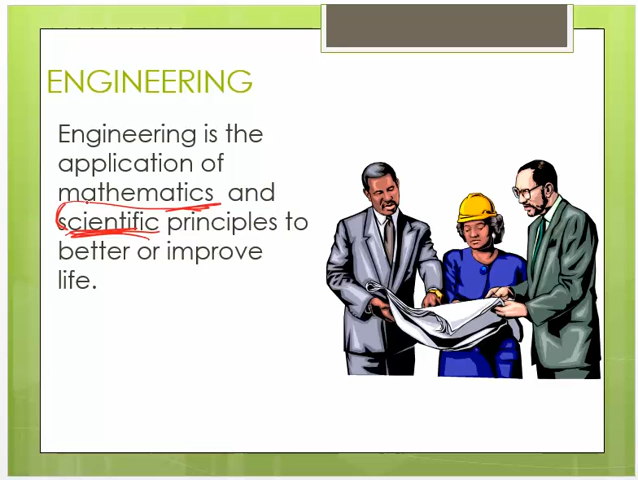 ENGINEERING
Engineering is the
application of
mathematics and
scientific principles to
better or improve
life.